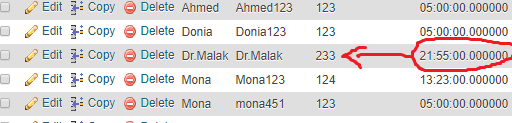 Edit Copy Delete Ahmed Ahmed123 123 05:00:00.000000
Edit Copy Delete Donia Donia123 123 05:00:00.000000
Edit Copy Delete Dr.Malak Dr.Malak 233 21:55:00.000000
Edit Copy Delete Mona Mona123 124 13:23:00.000000
Edit Copy Delete Mona mona451 123 05:00:00.000000